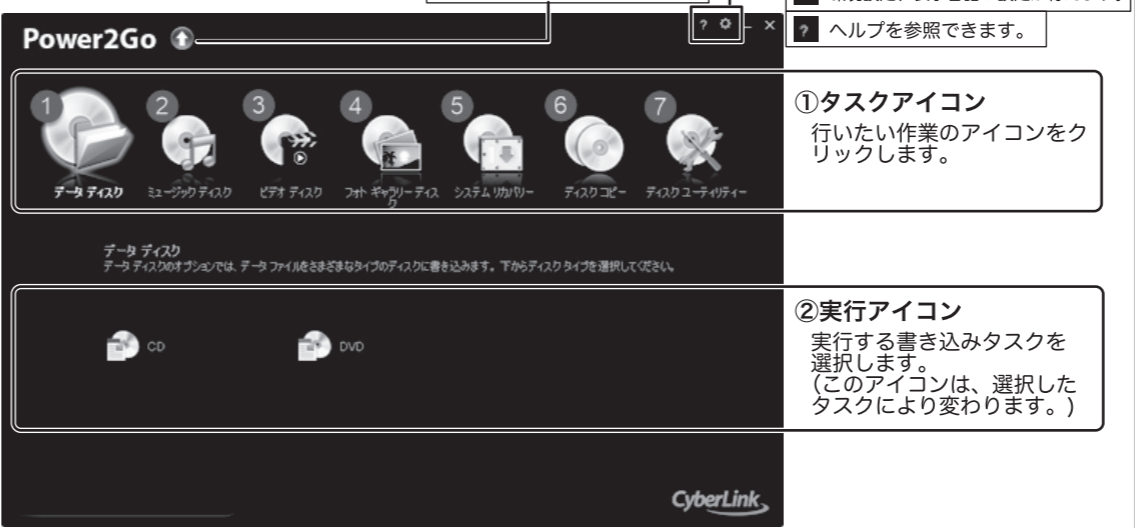 Power2Go
? ヘルプを参照できます。
1
2
3
4
5
6
7
データ ディスク
ミュージック ディスク
ビデオ ディスク
フォト ギャラリー ディス
ク
システム リカバリー
ディスク コピー
ディスク ユーティリティー
①タスクアイコン
行いたい作業のアイコンをク
リックします。
データ ディスク
データ ディスクのオプションでは、データ ファイルをさまざまなタイプのディスクに書き込みます。下からディスク タイプを選択してください。
CD
DVD
②実行アイコン
実行する書き込みタスクを
選択します。
(このアイコンは、選択した
タスクにより変わります。)
CyberLink